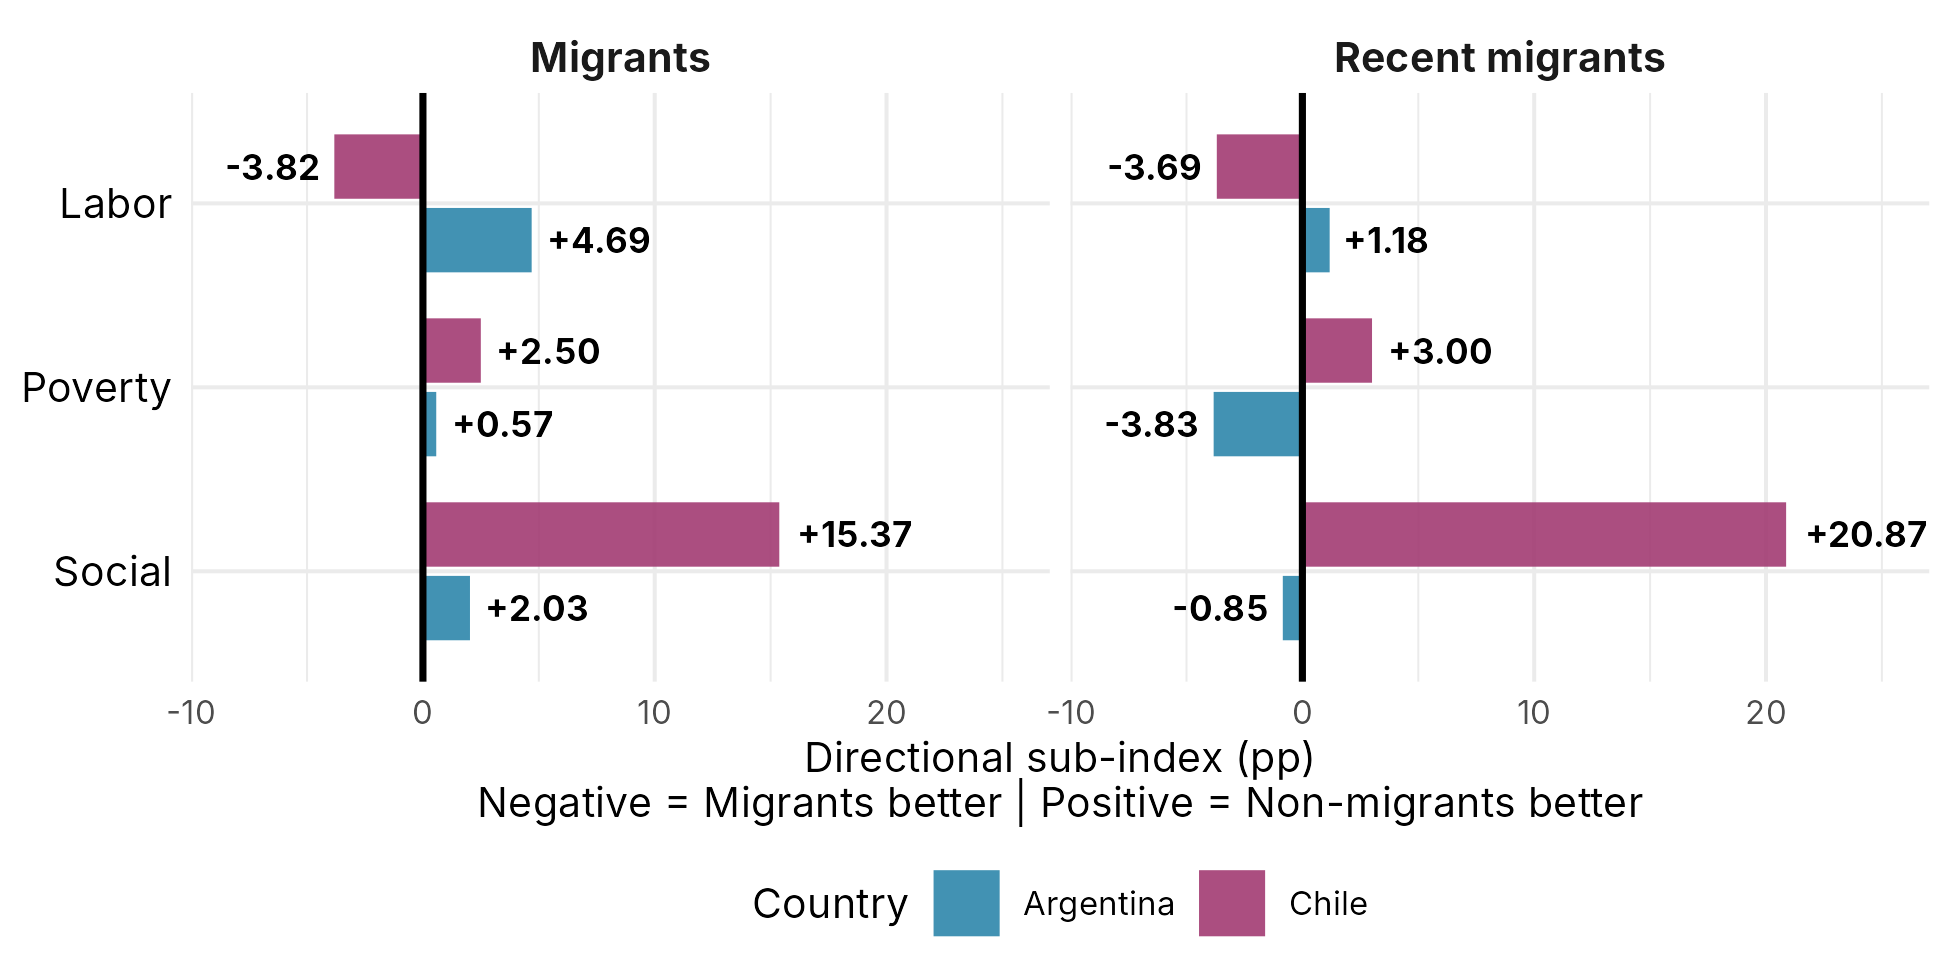 Migrants
Recent migrants
Labor
-3.82
+4.69
-3.69
+1.18
Poverty
+2.50
+0.57
+3.00
-3.83
Social
+15.37
+2.03
+20.87
-0.85
-10 0 10 20
-10 0 10 20
Directional sub-index (pp)
Negative = Migrants better | Positive = Non-migrants better
Country Argentina Chile